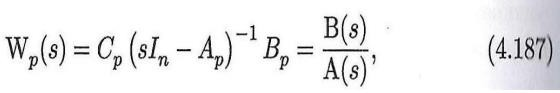 W_p(s) = C_p (sI_n − A_p)^{−1} B_p = B(s)/A(s), (4.187)